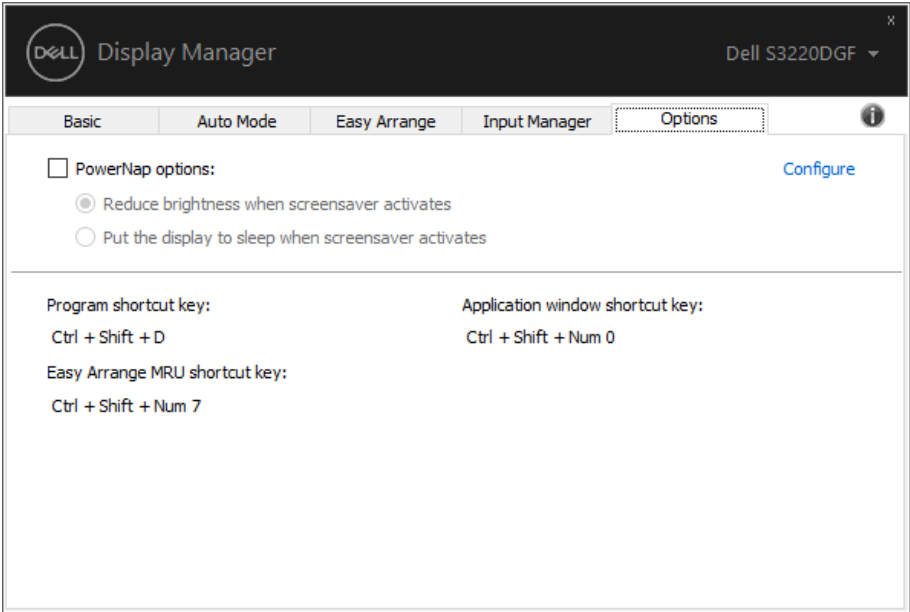 x
DELL Display Manager
Dell S3220DGF
Basic Auto Mode Easy Arrange Input Manager Options
PowerNap options: Configure
Reduce brightness when screensaver activates
Put the display to sleep when screensaver activates
Program shortcut key: Application window shortcut key:
Ctrl + Shift + D Ctrl + Shift + Num 0
Easy Arrange MRU shortcut key:
Ctrl + Shift + Num 7